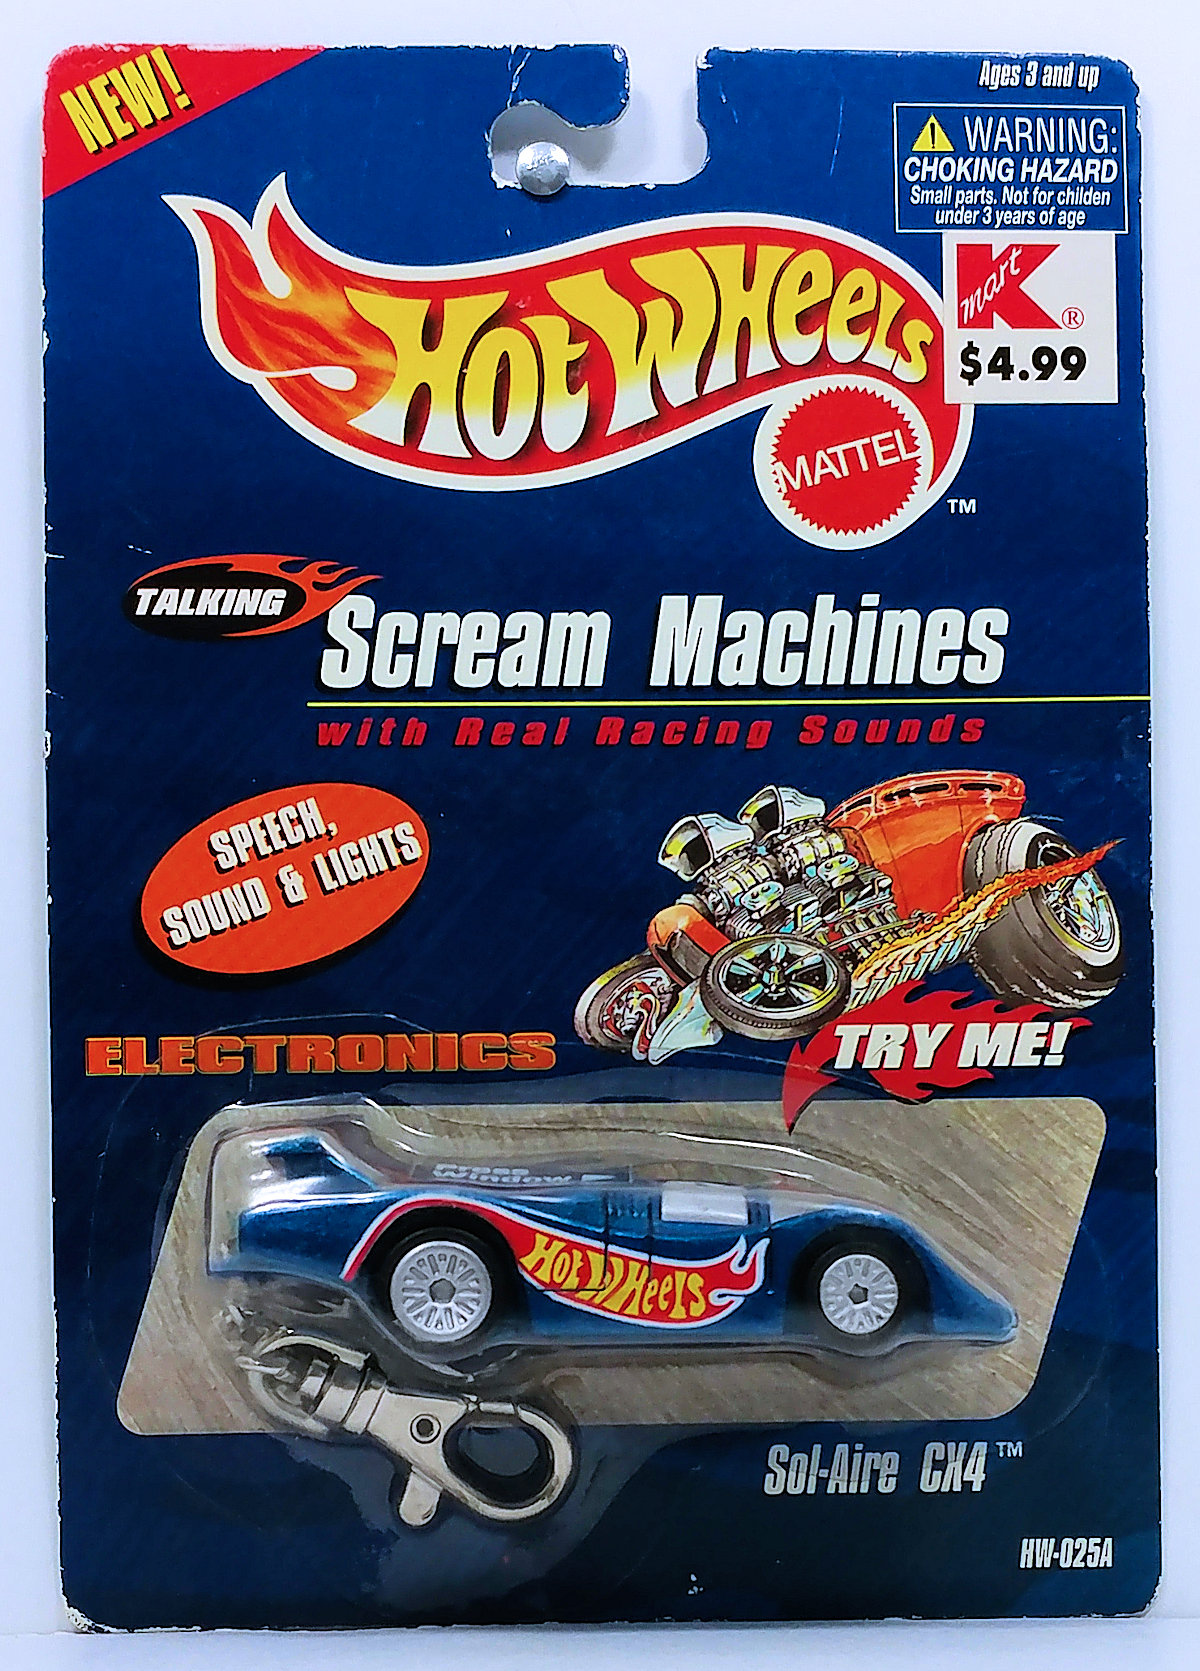 NEW!
Ages 3 and up
WARNING:
CHOKING HAZARD
Small parts. Not for childen
under 3 years of age
Kmart®
$4.99
HOT WHEELS
MATTEL
TM
TALKING
Scream Machines
with Real Racing Sounds
SPEECH,
SOUND & LIGHTS
ELECTRONICS
TRY ME!
Window
HOT WHEELS
Sol-Aire CX4™
HW-025A